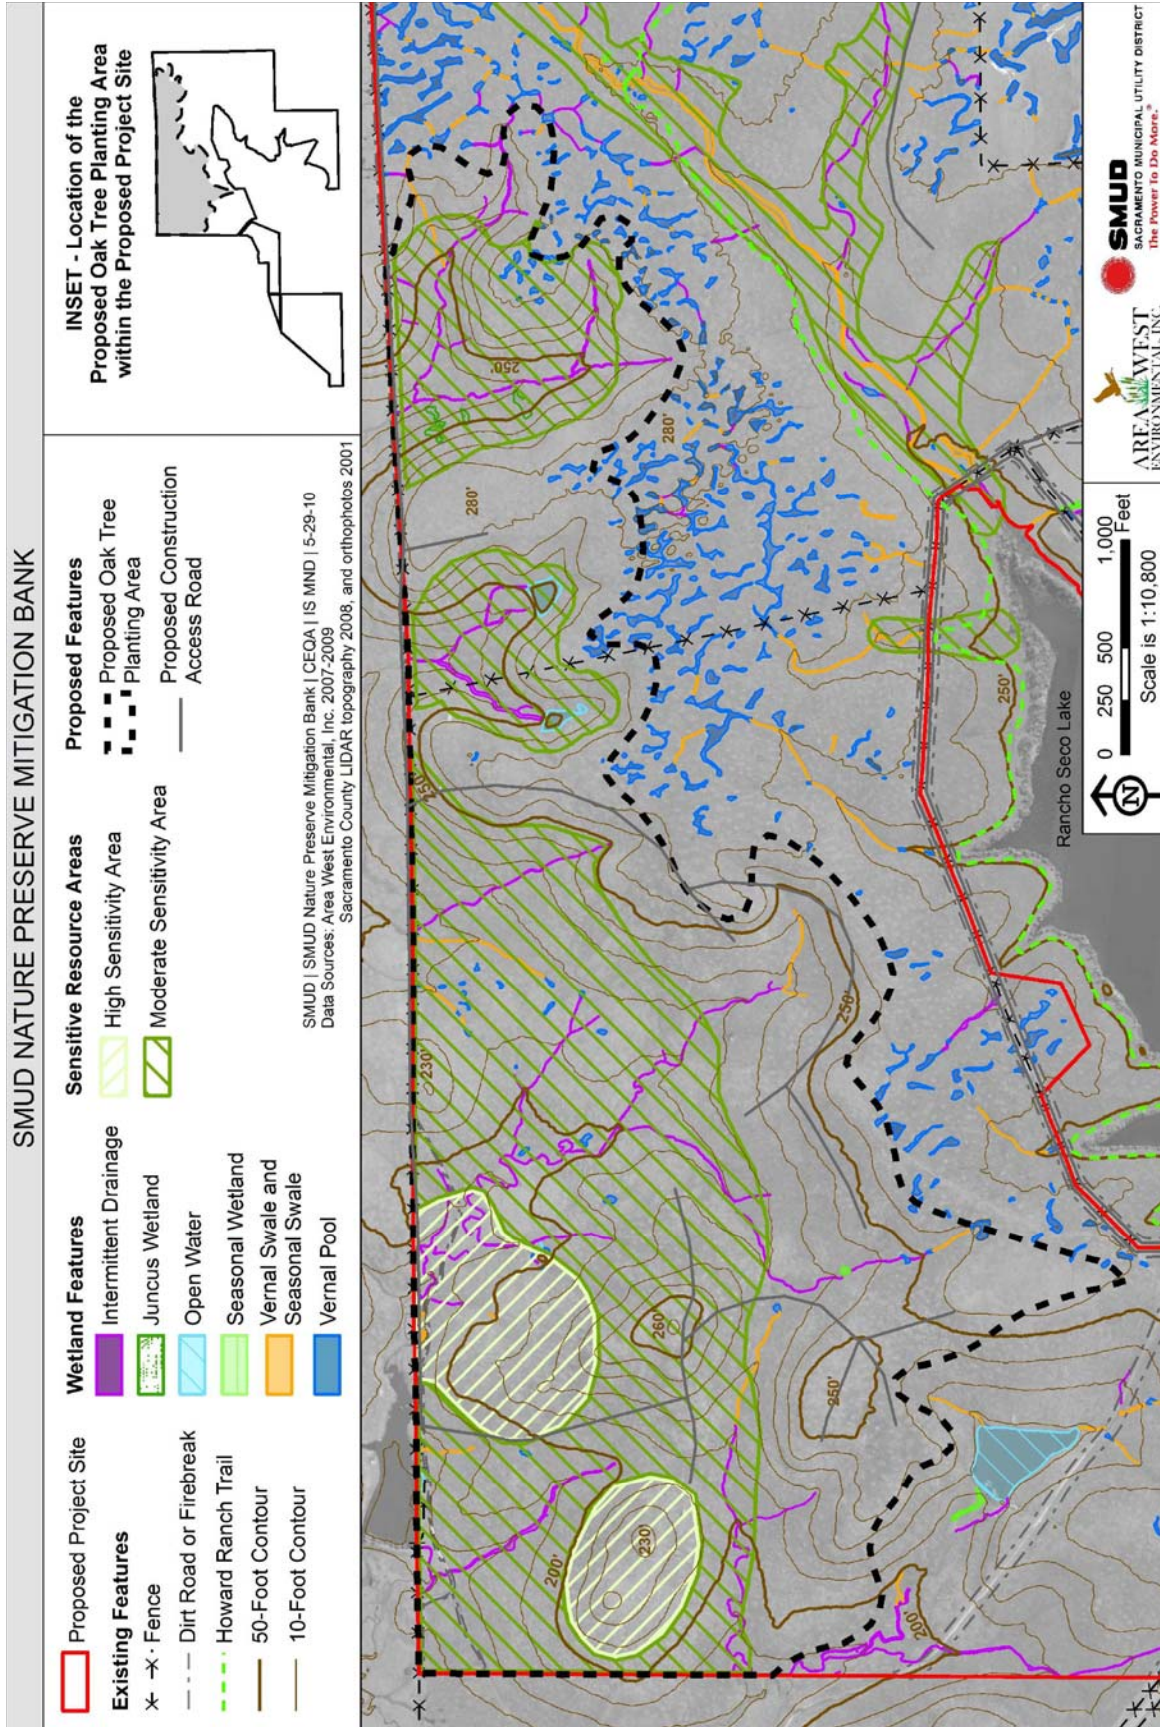 SMUD NATURE PRESERVE MITIGATION BANK
Proposed Project Site
Existing Features
Fence
Dirt Road or Firebreak
Howard Ranch Trail
50-Foot Contour
10-Foot Contour
Wetland Features
Intermittent Drainage
Juncus Wetland
Open Water
Seasonal Wetland
Vernal Swale and
Seasonal Swale
Vernal Pool
Sensitive Resource Areas
High Sensitivity Area
Moderate Sensitivity Area
Proposed Features
Proposed Oak Tree
Planting Area
Proposed Construction
Access Road
SMUD | SMUD Nature Preserve Mitigation Bank | CEQA | IS MND | 5-29-10
Data Sources: Area West Environmental, Inc. 2007-2009
Sacramento County LIDAR topography 2008, and orthophotos 2001
INSET - Location of the
Proposed Oak Tree Planting Area
within the Proposed Project Site
200'
230'
260'
230'
250'
280'
250'
280'
250'
250'
200'
250'
Rancho Seco Lake
N
0 250 500 1,000
Feet
Scale is 1:10,800
AREA WEST
ENVIRONMENTAL, INC.
SMUD
SACRAMENTO MUNICIPAL UTILITY DISTRICT
The Power To Do More.®